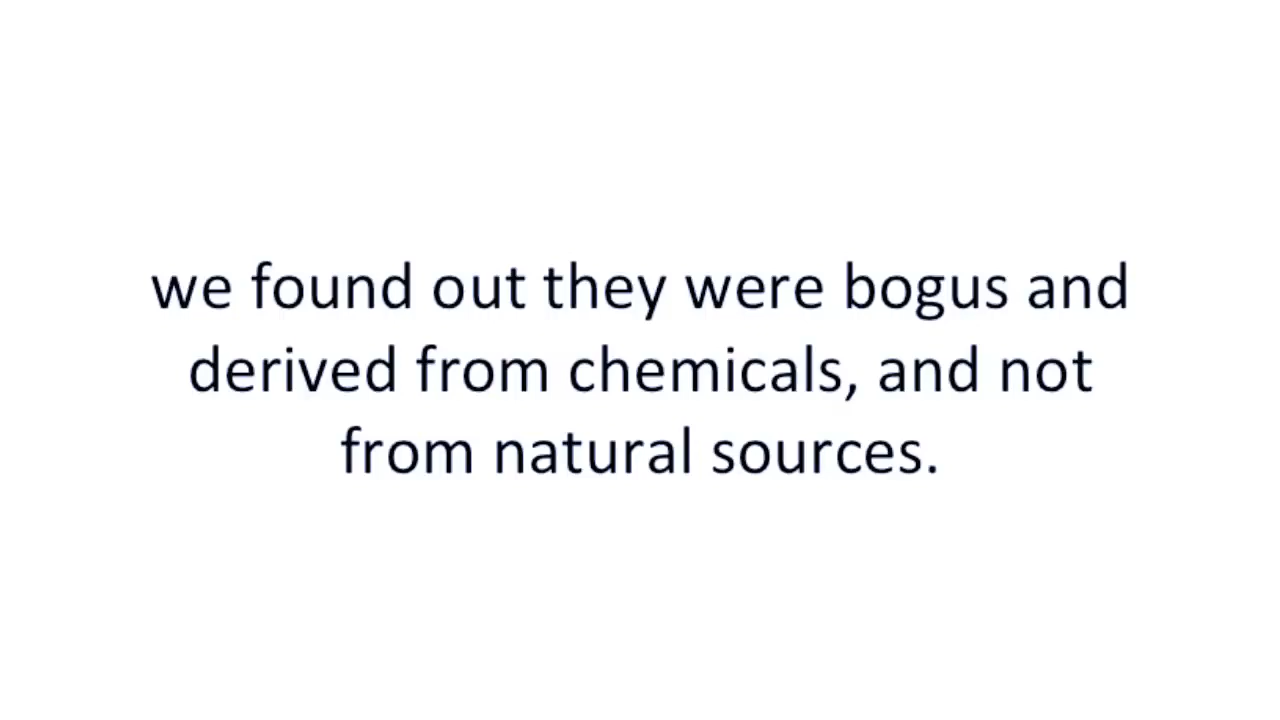 we found out they were bogus and
derived from chemicals, and not
from natural sources.